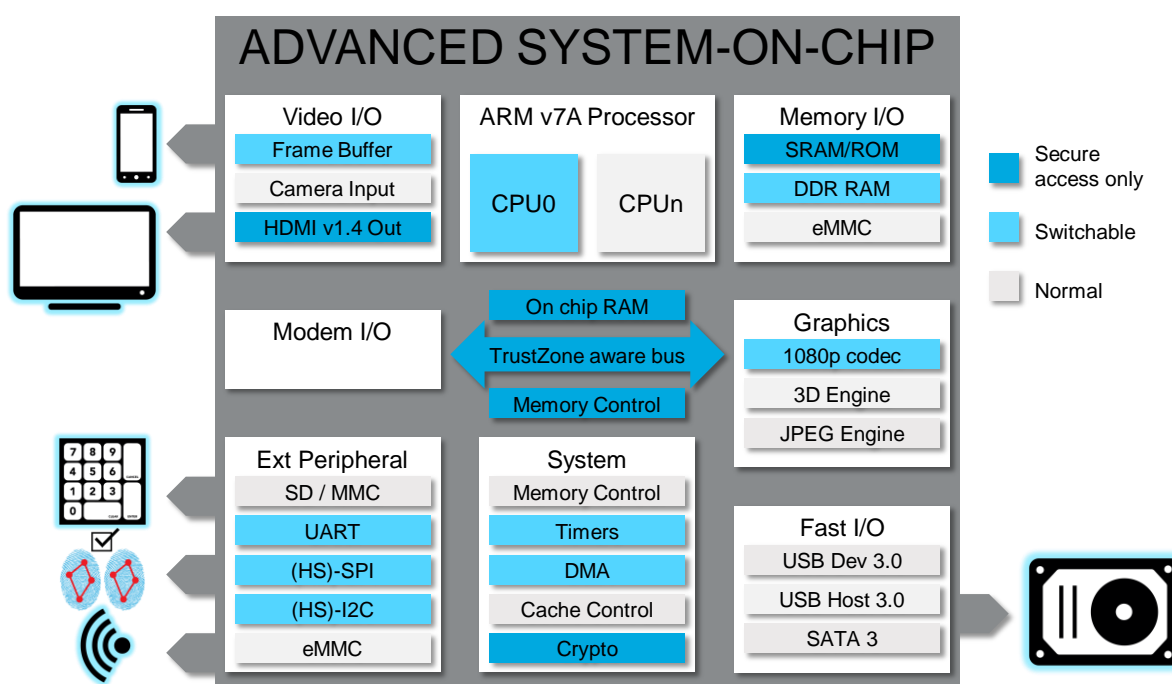 ADVANCED SYSTEM-ON-CHIP
Video I/O
Frame Buffer
Camera Input
HDMI v1.4 Out
ARM v7A Processor
CPU0
CPUn
Memory I/O
SRAM/ROM
DDR RAM
eMMC
Secure
access only
Switchable
Normal
Modem I/O
On chip RAM
TrustZone aware bus
Memory Control
Graphics
1080p codec
3D Engine
JPEG Engine
7 8 9
4 5 6
1 2 3
0
Ext Peripheral
SD / MMC
UART
(HS)-SPI
(HS)-I2C
eMMC
System
Memory Control
Timers
DMA
Cache Control
Crypto
Fast I/O
USB Dev 3.0
USB Host 3.0
SATA 3